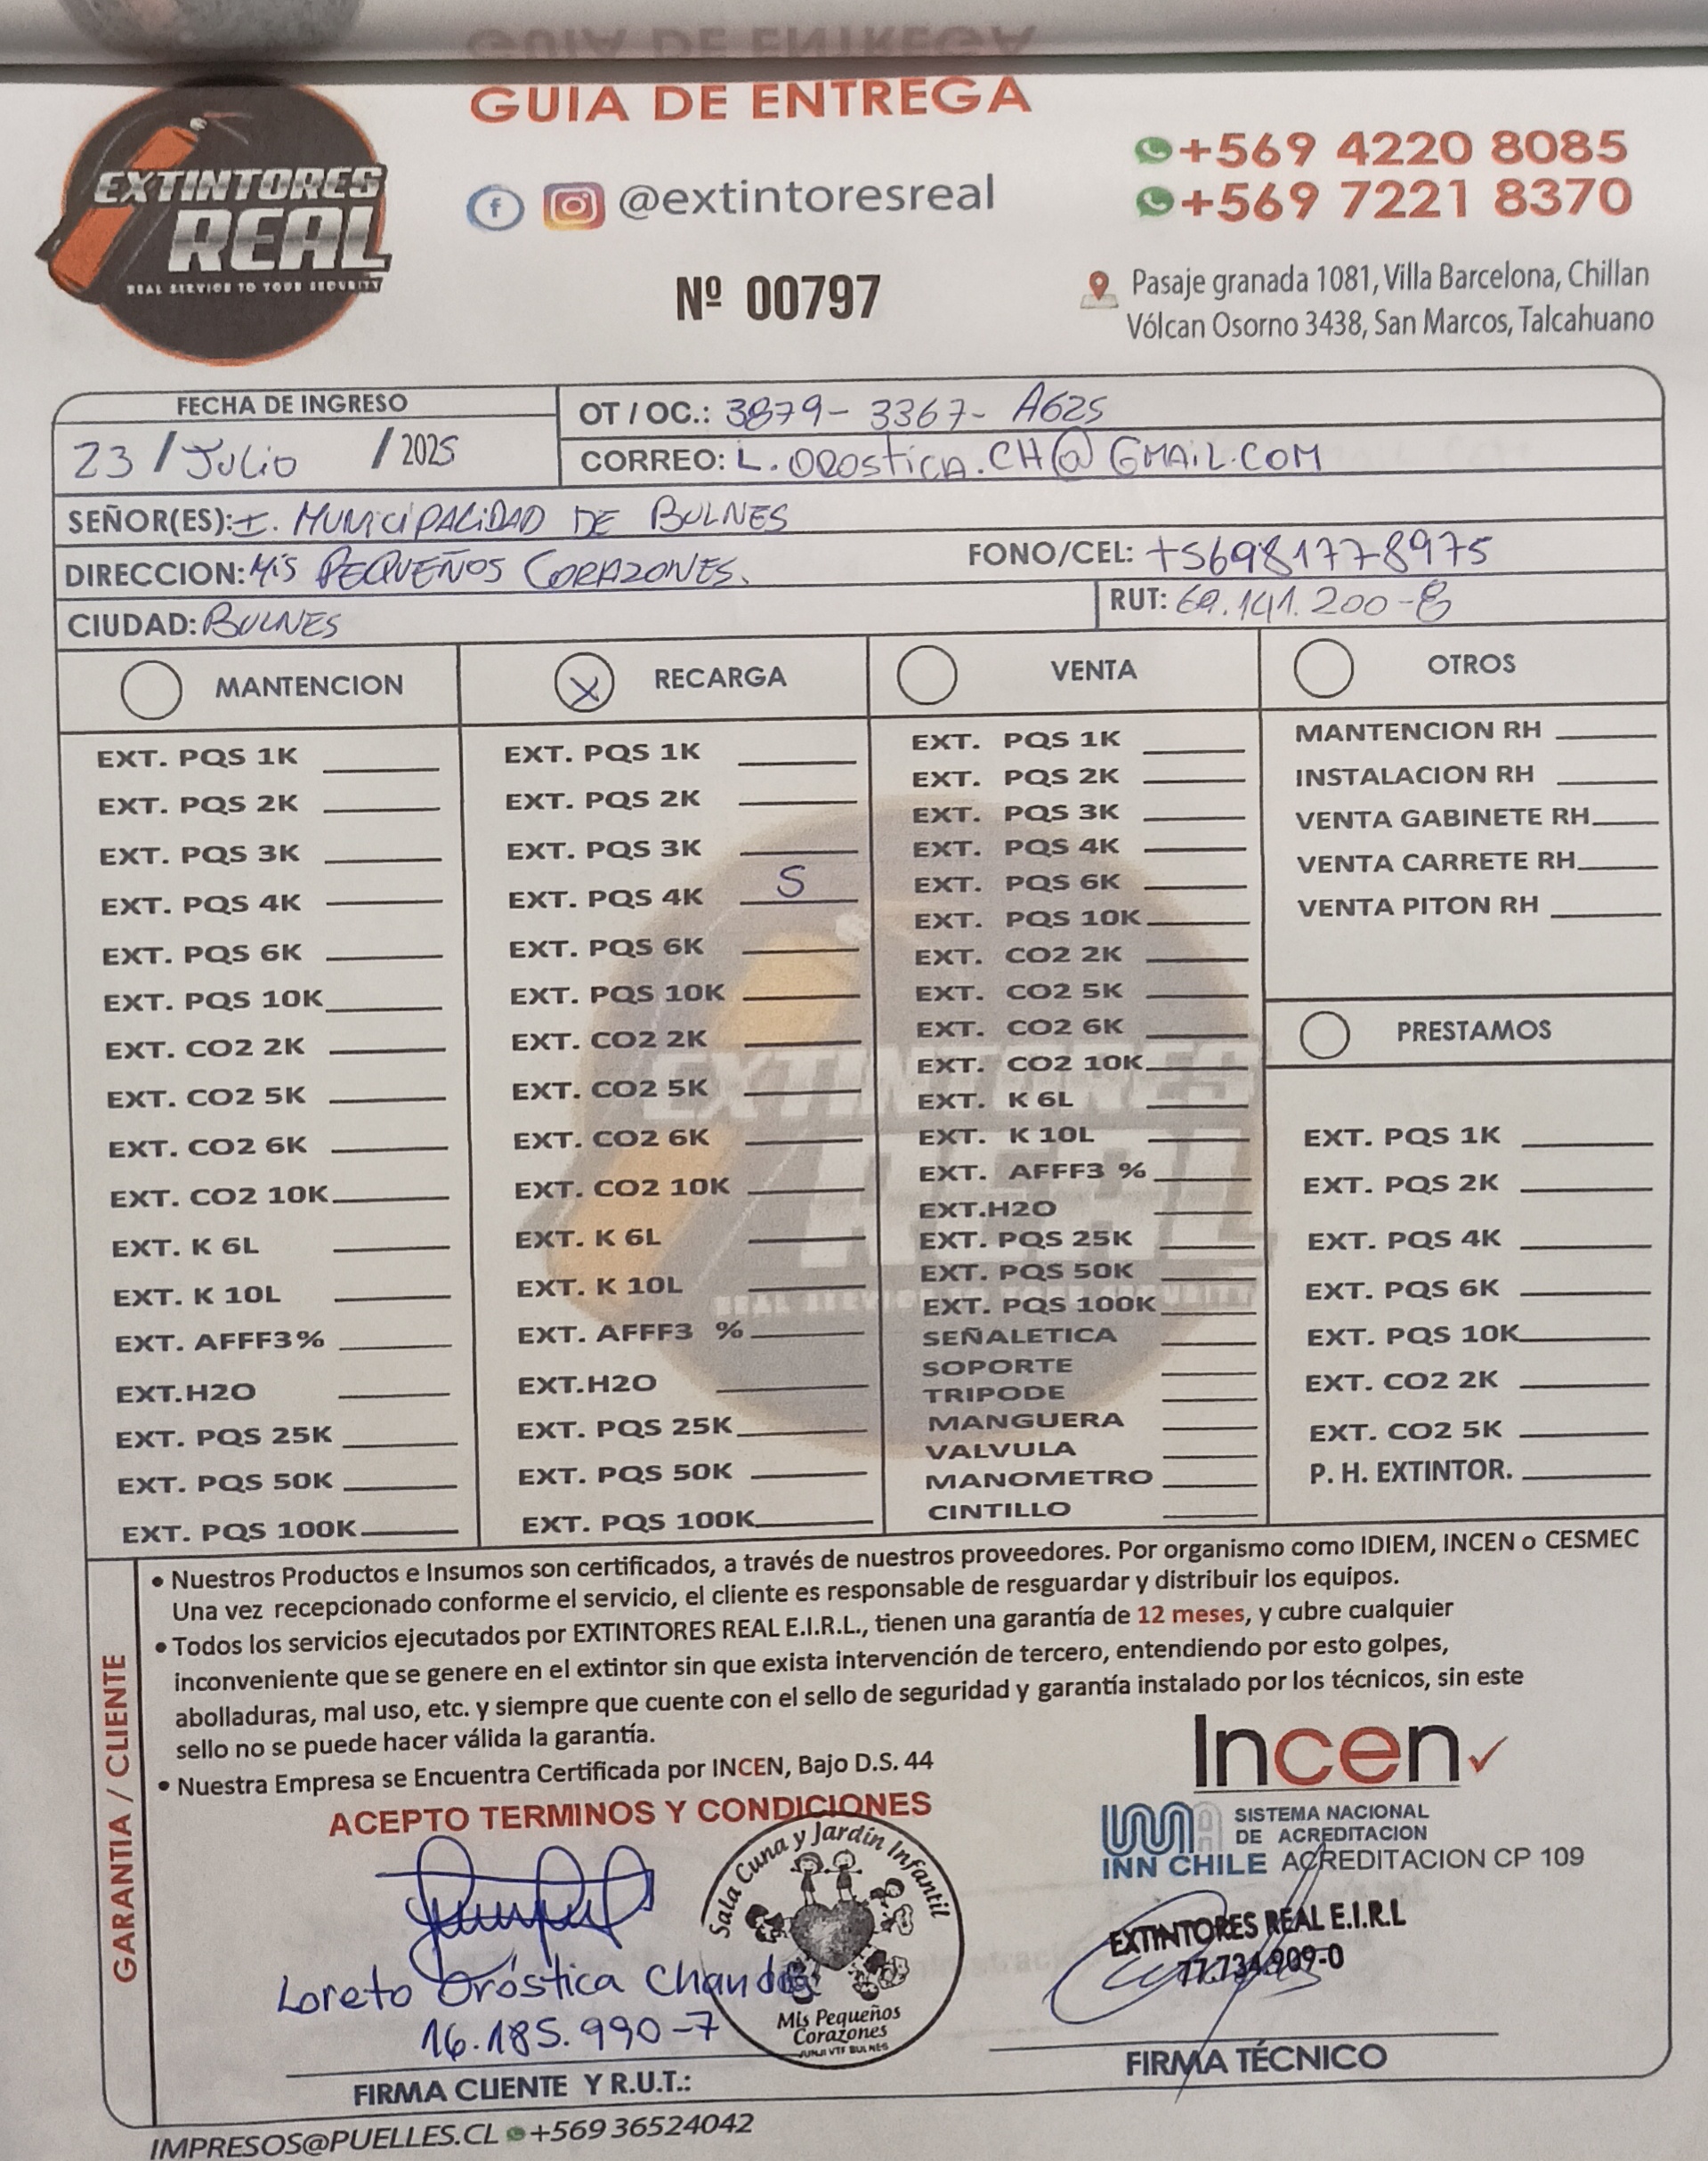 GUIA DE ENTREGA
EXTINTORES
REAL
REAL SERVICE TO YOUR SECURITY
@extintoresreal
Nº 00797
+569 4220 8085
+569 7221 8370
Pasaje granada 1081, Villa Barcelona, Chillan
Vólcan Osorno 3438, San Marcos, Talcahuano
FECHA DE INGRESO
23 / Julio / 2025
OT / OC.: 3879- 3367- A625
CORREO: L.OROSTICA.CH@GMAIL.COM
SEÑOR(ES): I. MUNICIPALIDAD DE BULNES
DIRECCION: Mis PEQUEÑOS CORAZONES.
FONO/CEL: +56981778975
CIUDAD: BULNES
RUT: 69.141.200-8
MANTENCION
EXT. PQS 1K
EXT. PQS 2K
EXT. PQS 3K
EXT. PQS 4K
EXT. PQS 6K
EXT. PQS 10K
EXT. CO2 2K
EXT. CO2 5K
EXT. CO2 6K
EXT. CO2 10K
EXT. K 6L
EXT. K 10L
EXT. AFFF3%
EXT.H2O
EXT. PQS 25K
EXT. PQS 50K
EXT. PQS 100K
X RECARGA
EXT. PQS 1K
EXT. PQS 2K
EXT. PQS 3K
EXT. PQS 4K 5
EXT. PQS 6K
EXT. PQS 10K
EXT. CO2 2K
EXT. CO2 5K
EXT. CO2 6K
EXT. CO2 10K
EXT. K 6L
EXT. K 10L
EXT. AFFF3 %
EXT.H2O
EXT. PQS 25K
EXT. PQS 50K
EXT. PQS 100K
VENTA
EXT. PQS 1K
EXT. PQS 2K
EXT. PQS 3K
EXT. PQS 4K
EXT. PQS 6K
EXT. PQS 10K
EXT. CO2 2K
EXT. CO2 5K
EXT. CO2 6K
EXT. CO2 10K
EXT. K 6L
EXT. K 10L
EXT. AFFF3 %
EXT.H2O
EXT. PQS 25K
EXT. PQS 50K
EXT. PQS 100K
SEÑALETICA
SOPORTE
TRIPODE
MANGUERA
VALVULA
MANOMETRO
CINTILLO
OTROS
MANTENCION RH
INSTALACION RH
VENTA GABINETE RH
VENTA CARRETE RH
VENTA PITON RH
PRESTAMOS
EXT. PQS 1K
EXT. PQS 2K
EXT. PQS 4K
EXT. PQS 6K
EXT. PQS 10K
EXT. CO2 2K
EXT. CO2 5K
P. H. EXTINTOR.
GARANTIA / CLIENTE
• Nuestros Productos e Insumos son certificados, a través de nuestros proveedores. Por organismo como IDIEM, INCEN o CESMEC
Una vez recepcionado conforme el servicio, el cliente es responsable de resguardar y distribuir los equipos.
• Todos los servicios ejecutados por EXTINTORES REAL E.I.R.L., tienen una garantía de 12 meses, y cubre cualquier
inconveniente que se genere en el extintor sin que exista intervención de tercero, entendiendo por esto golpes,
abolladuras, mal uso, etc. y siempre que cuente con el sello de seguridad y garantía instalado por los técnicos, sin este
sello no se puede hacer válida la garantía.
• Nuestra Empresa se Encuentra Certificada por INCEN, Bajo D.S. 44
ACEPTO TERMINOS Y CONDICIONES
Loreto Oróstica
16.185.990-7
FIRMA CLIENTE Y R.U.T.:
Sala Cuna y Jardín Infantil
Mis Pequeños
Corazones
JUNJI VTF BULNES
Incen
INN CHILE
SISTEMA NACIONAL
DE ACREDITACION
ACREDITACION CP 109
EXTINTORES REAL E.I.R.L
77.734.909-0
FIRMA TÉCNICO
IMPRESOS@PUELLES.CL +569 36524042